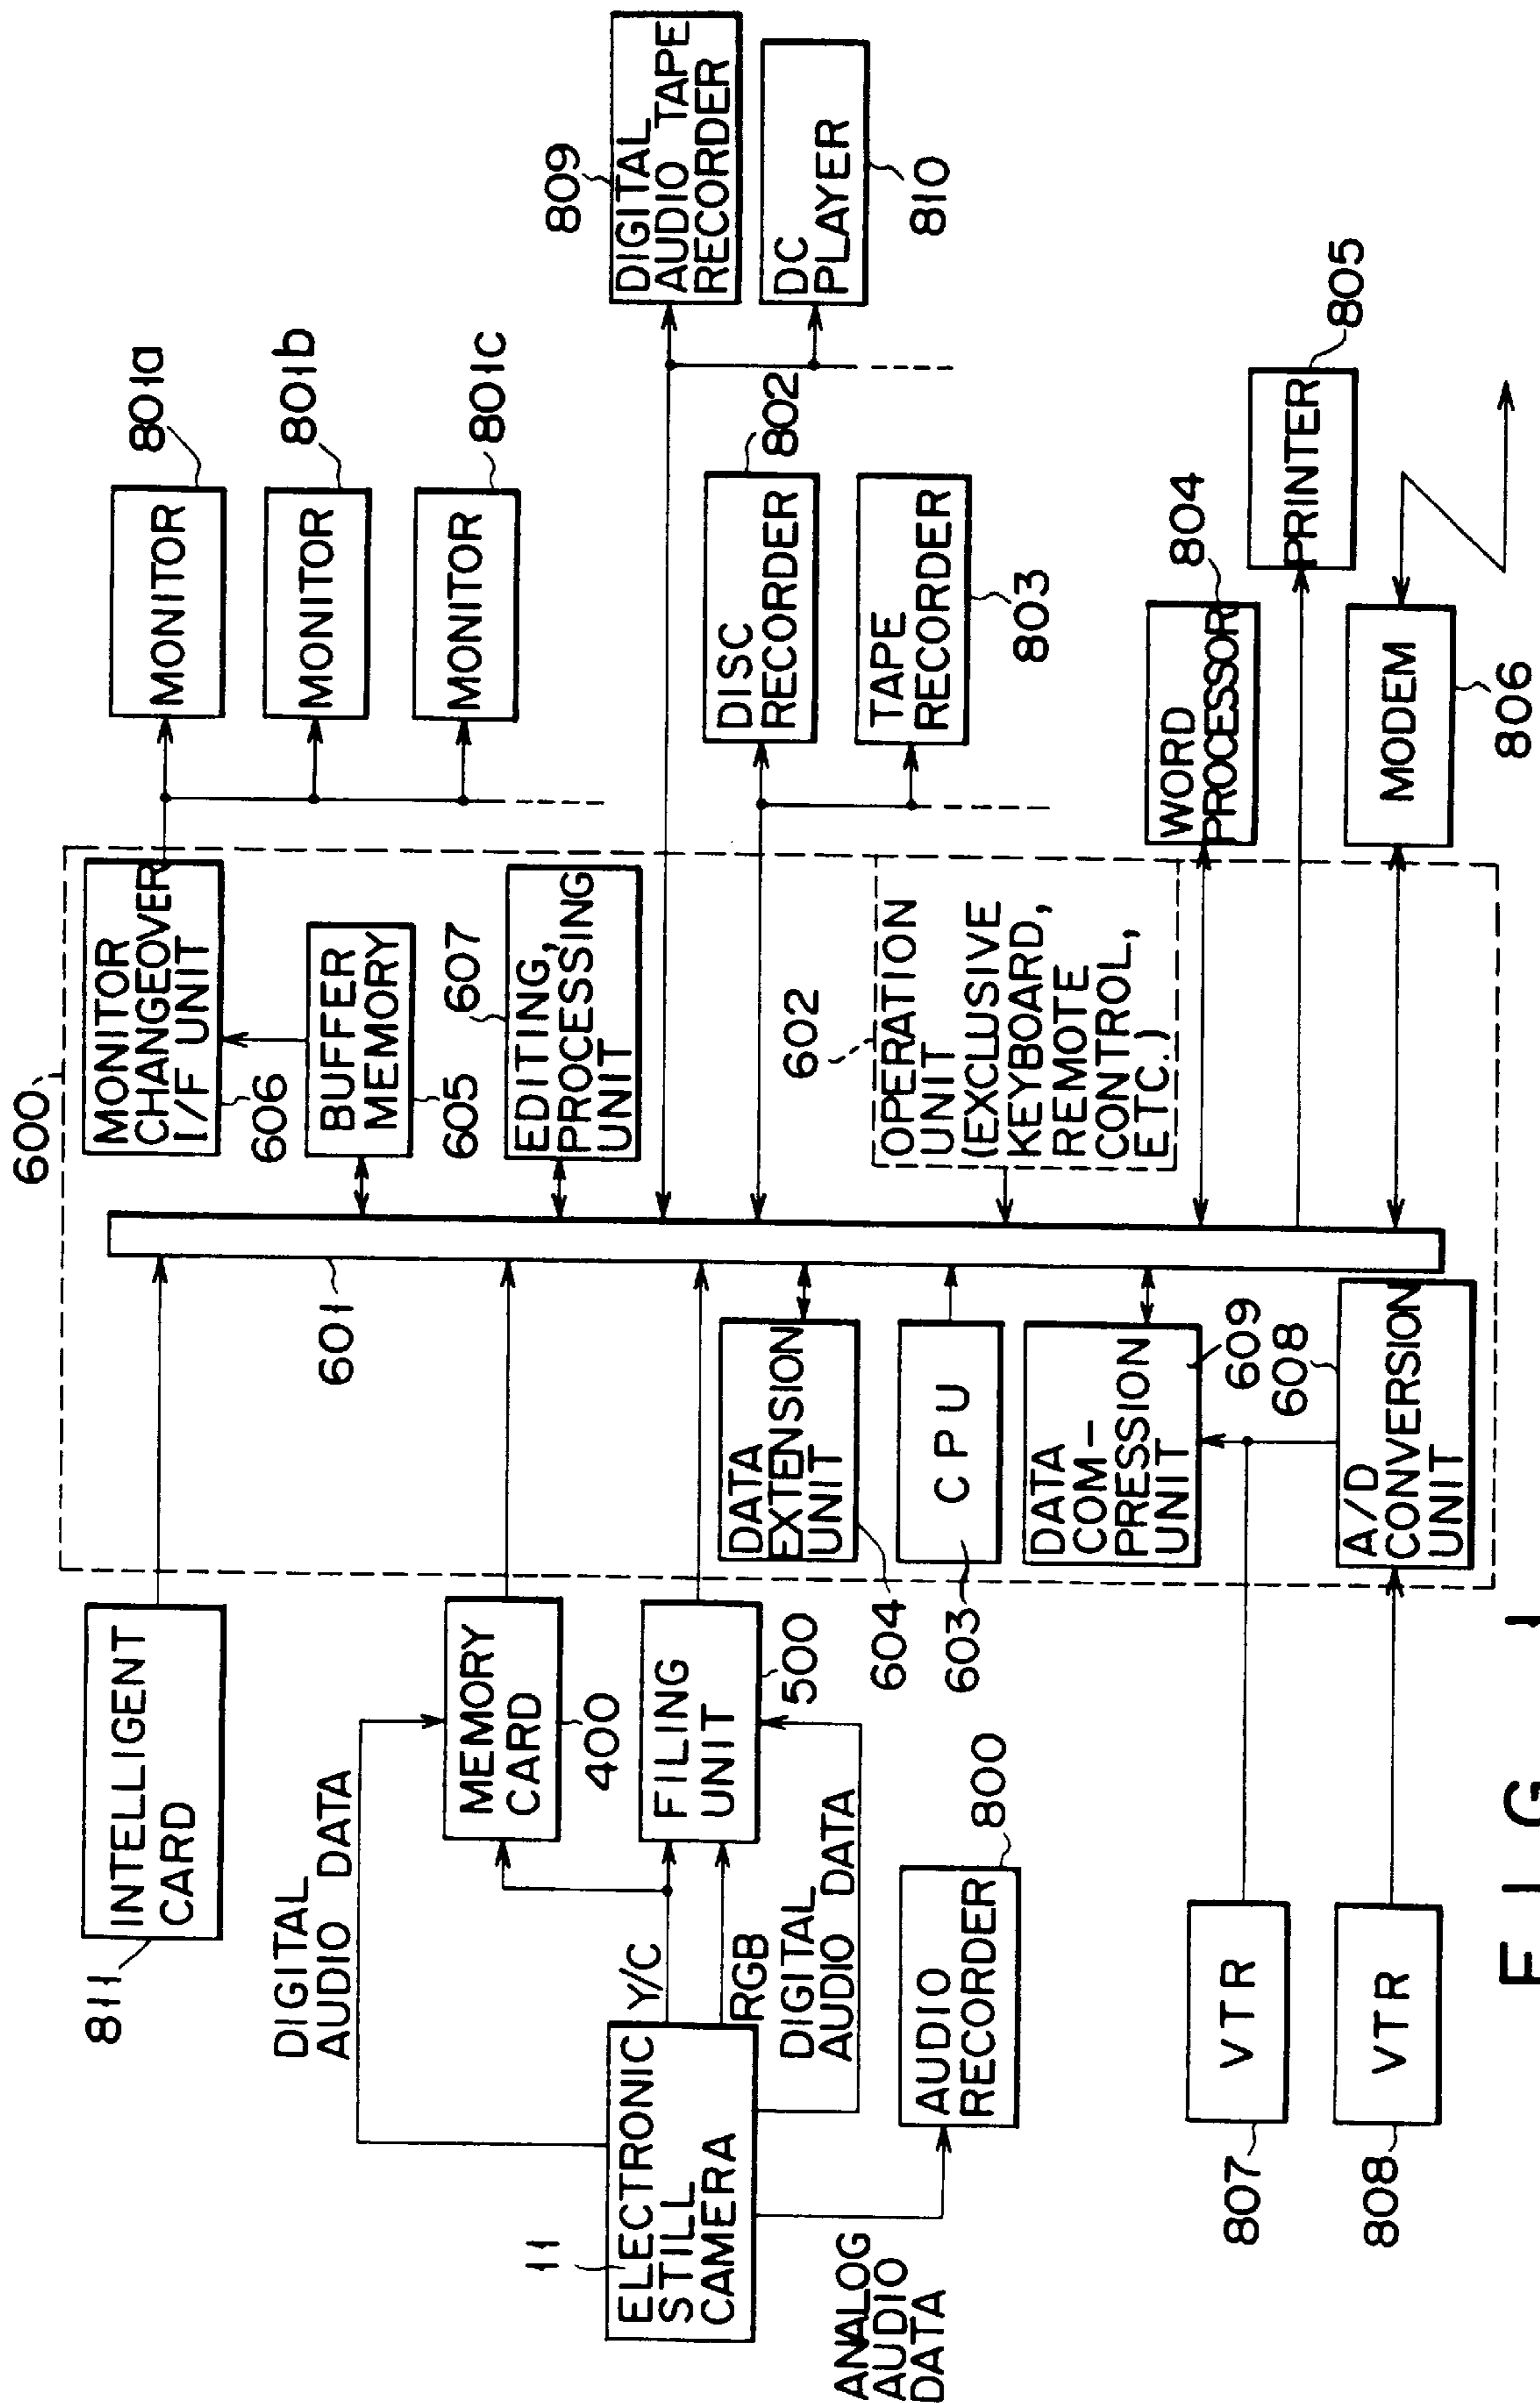 811
INTELLIGENT
CARD
DIGITAL
AUDIO DATA
11
ELECTRONIC
STILL
CAMERA
Y/C
RGB
MEMORY
CARD
400
FILING
UNIT
500
DIGITAL
AUDIO DATA
ANALOG
AUDIO
DATA
AUDIO
RECORDER
800
807
VTR
808
VTR
600
601
MONITOR
CHANGEOVER
I/F UNIT
606
BUFFER
MEMORY
605
607
EDITING,
PROCESSING
UNIT
602
OPERATION
UNIT
(EXCLUSIVE
KEYBOARD,
REMOTE
CONTROL,
ETC.)
DATA
EXTENSION
UNIT
604
CPU
603
DATA
COM-
PRESSION
UNIT
609
608
A/D
CONVERSION
UNIT
MONITOR
801a
MONITOR
801b
MONITOR
801c
809
DIGITAL
AUDIO TAPE
RECORDER
DC
PLAYER
810
DISC
RECORDER
802
TAPE
RECORDER
803
WORD
PROCESSOR
804
PRINTER
805
MODEM
806
FIG. 1